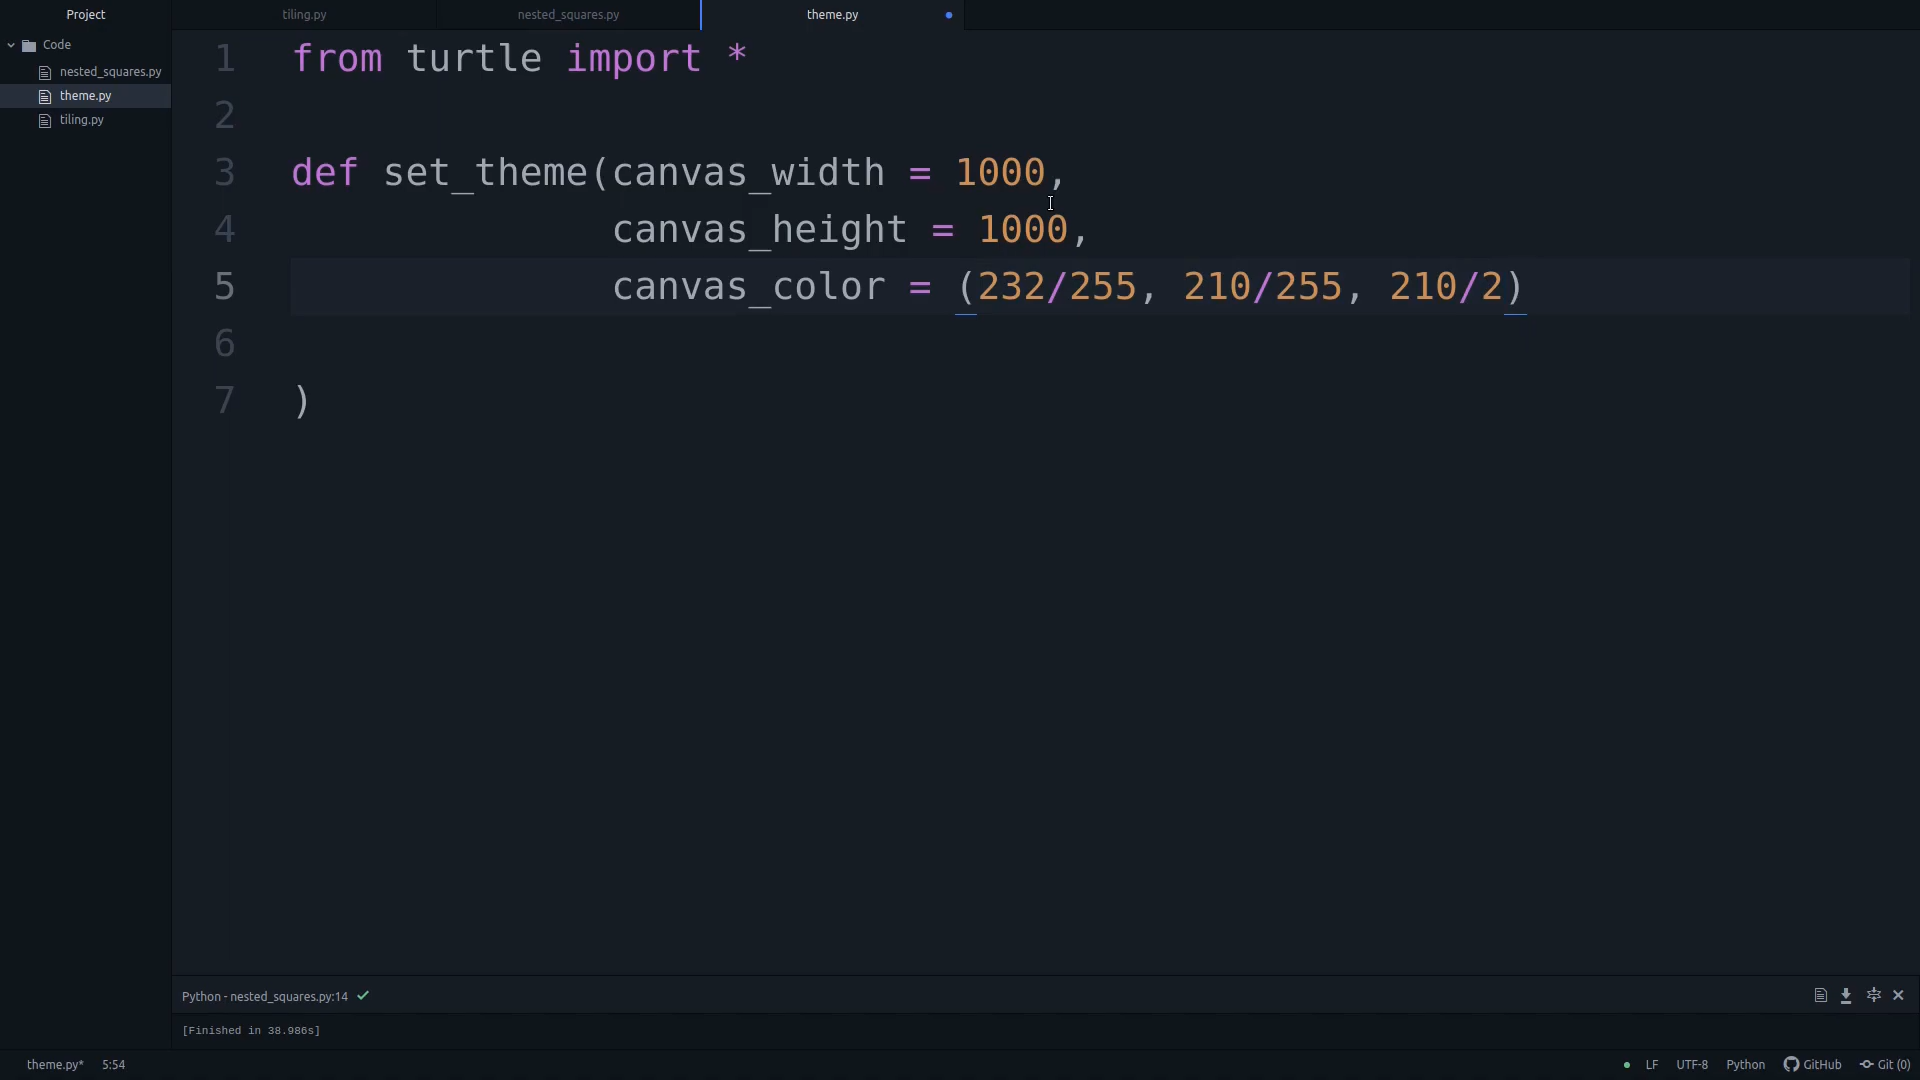 Project
tiling.py
nested_squares.py
theme.py
Code
nested_squares.py
theme.py
tiling.py
1 from turtle import *
2
3 def set_theme(canvas_width = 1000,
4 canvas_height = 1000,
5 canvas_color = (232/255, 210/255, 210/2)
6
7 )
Python - nested_squares.py:14
[Finished in 38.986s]
theme.py* 5:54
LF UTF-8 Python GitHub Git (0)